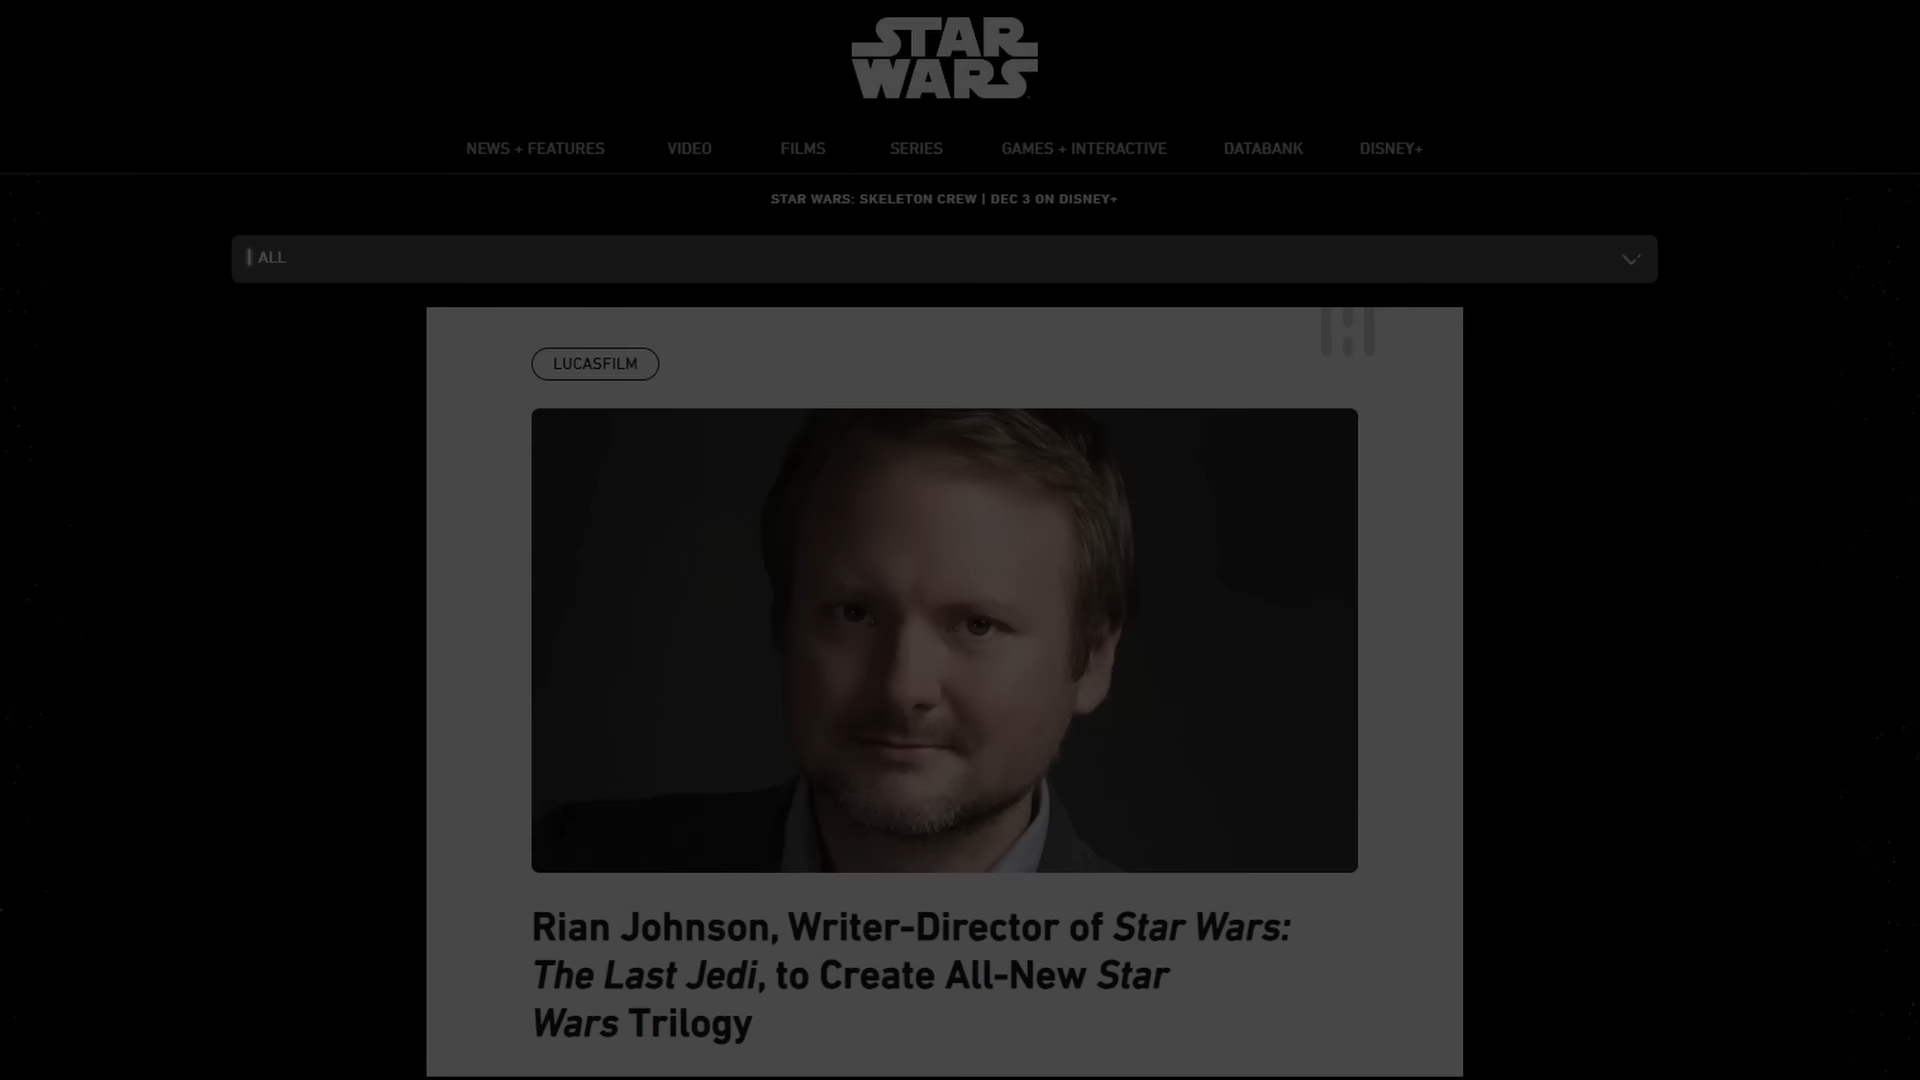 STAR
WARS
NEWS + FEATURES VIDEO FILMS SERIES GAMES + INTERACTIVE DATABANK DISNEY+
STAR WARS: SKELETON CREW | DEC 3 ON DISNEY+
ALL
LUCASFILM
Rian Johnson, Writer-Director of Star Wars:
The Last Jedi, to Create All-New Star
Wars Trilogy